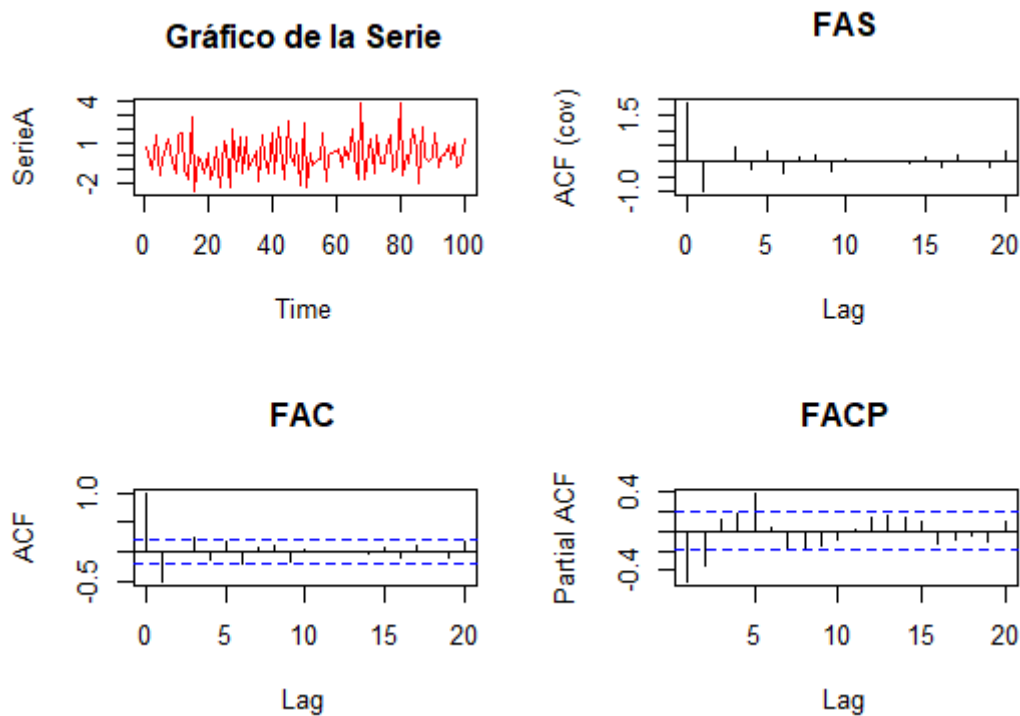 Gráfico de la Serie
SerieA
4
1
-2
0 20 40 60 80 100
Time
FAS
ACF (cov)
1.5
-1.0
0 5 10 15 20
Lag
FAC
ACF
1.0
-0.5
0 5 10 15 20
Lag
FACP
Partial ACF
0.4
-0.4
5 10 15 20
Lag